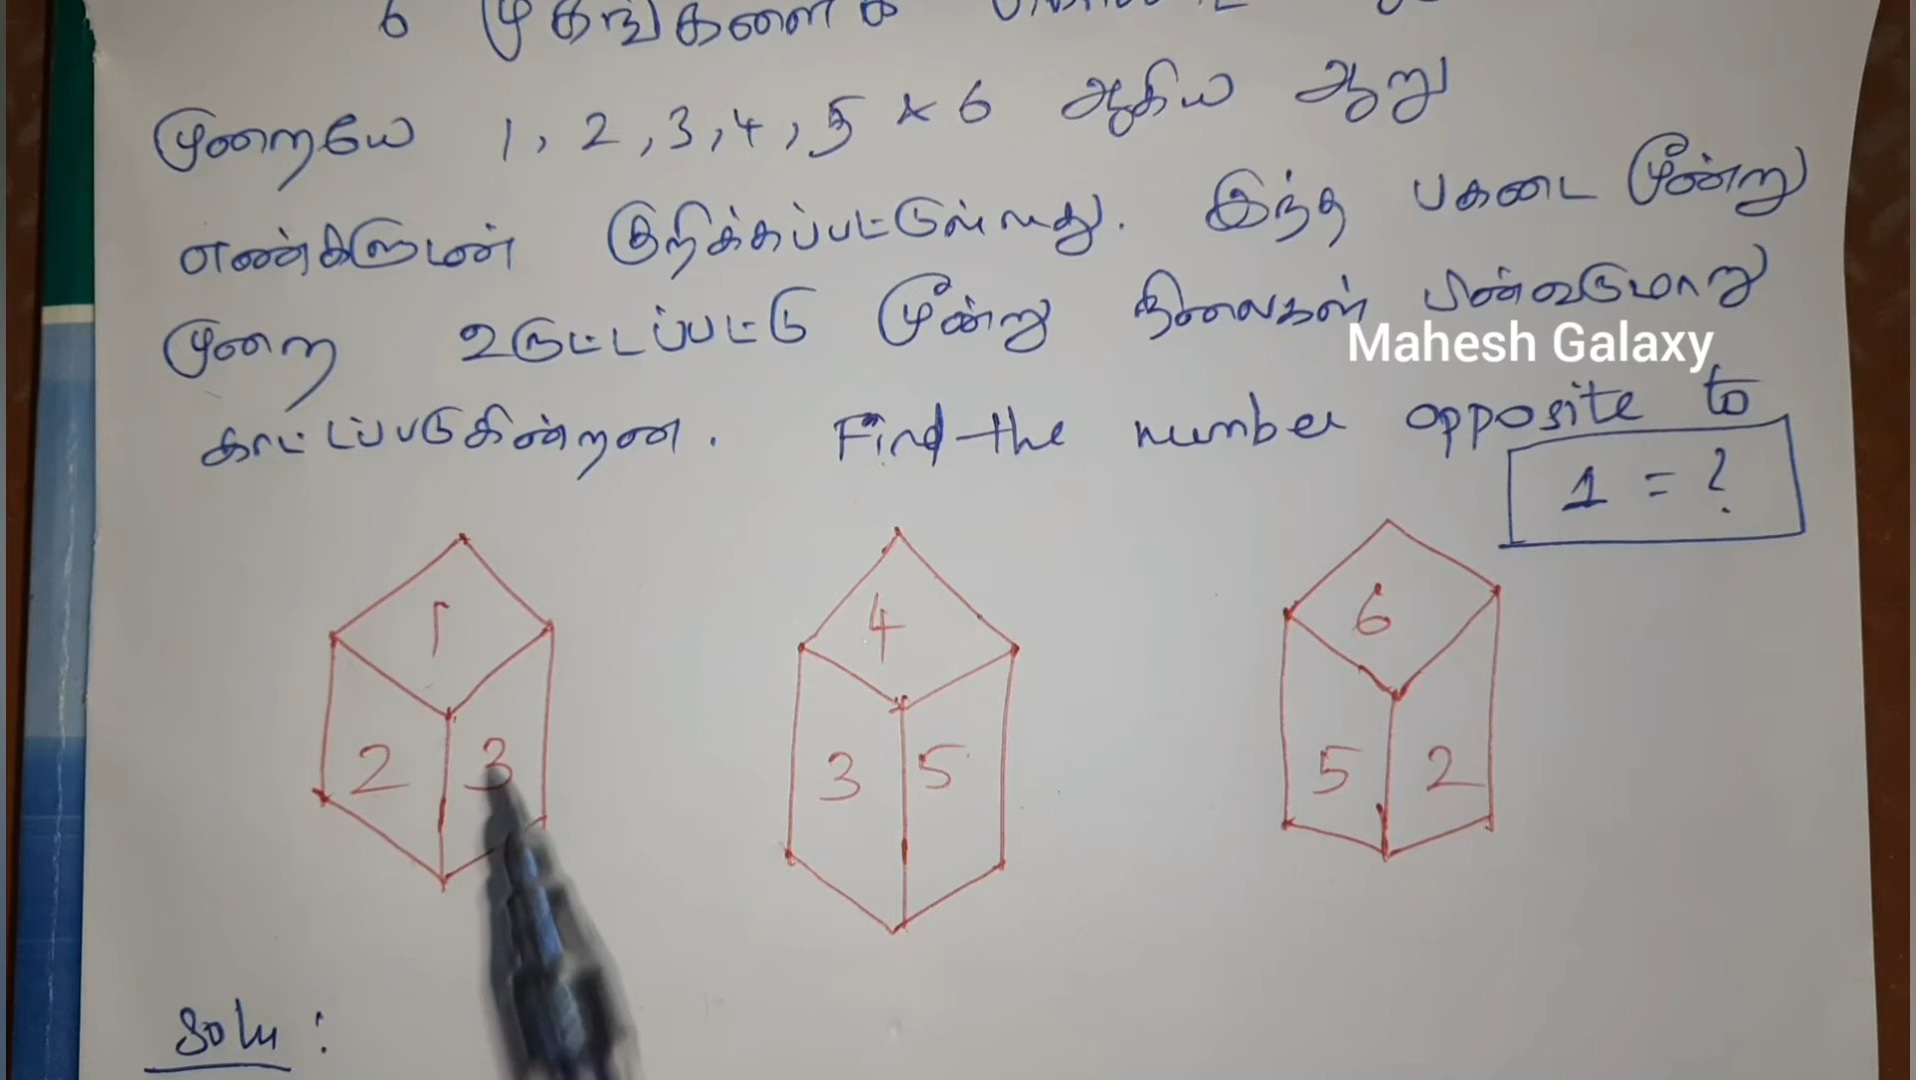 6 முகங்களைக்
முறையே 1, 2, 3, 4, 5 & 6 ஆகிய ஆறு
எண்களுடன் குறிக்கப்பட்டுள்ளது. இந்த பகடை மூன்று
முறை உருட்டப்பட்டு மூன்று நிலைகள் பின்வருமாறு
Mahesh Galaxy
காட்டப்படுகின்றன. Find the number opposite to
1 = ?
1 4 6
2 3 3 5 5 2
Solu :